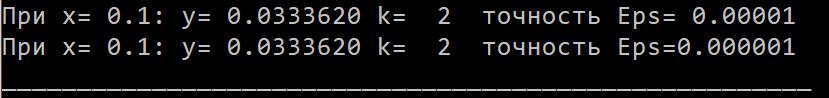 При x= 0.1: y= 0.0333620 k=  2  точность Eps= 0.00001
При x= 0.1: y= 0.0333620 k=  2  точность Eps=0.000001
______________________________________________________